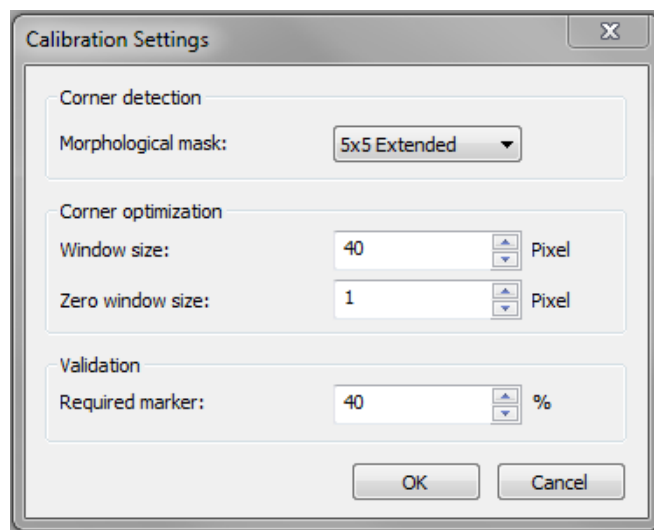 Calibration Settings
Corner detection
Morphological mask: 5x5 Extended
Corner optimization
Window size: 40 Pixel
Zero window size: 1 Pixel
Validation
Required marker: 40 %
OK Cancel